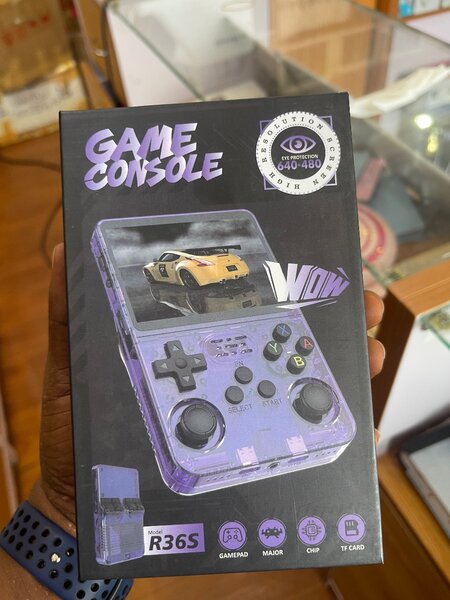 GAME
CONSOLE
HIGH RESOLUTION SCREEN
EYE PROTECTION
640*480
WOW
X
Y
A
B
ON
SELECT
START
Model
R36S
GAMEPAD
MAJOR
CHIP
TF CARD